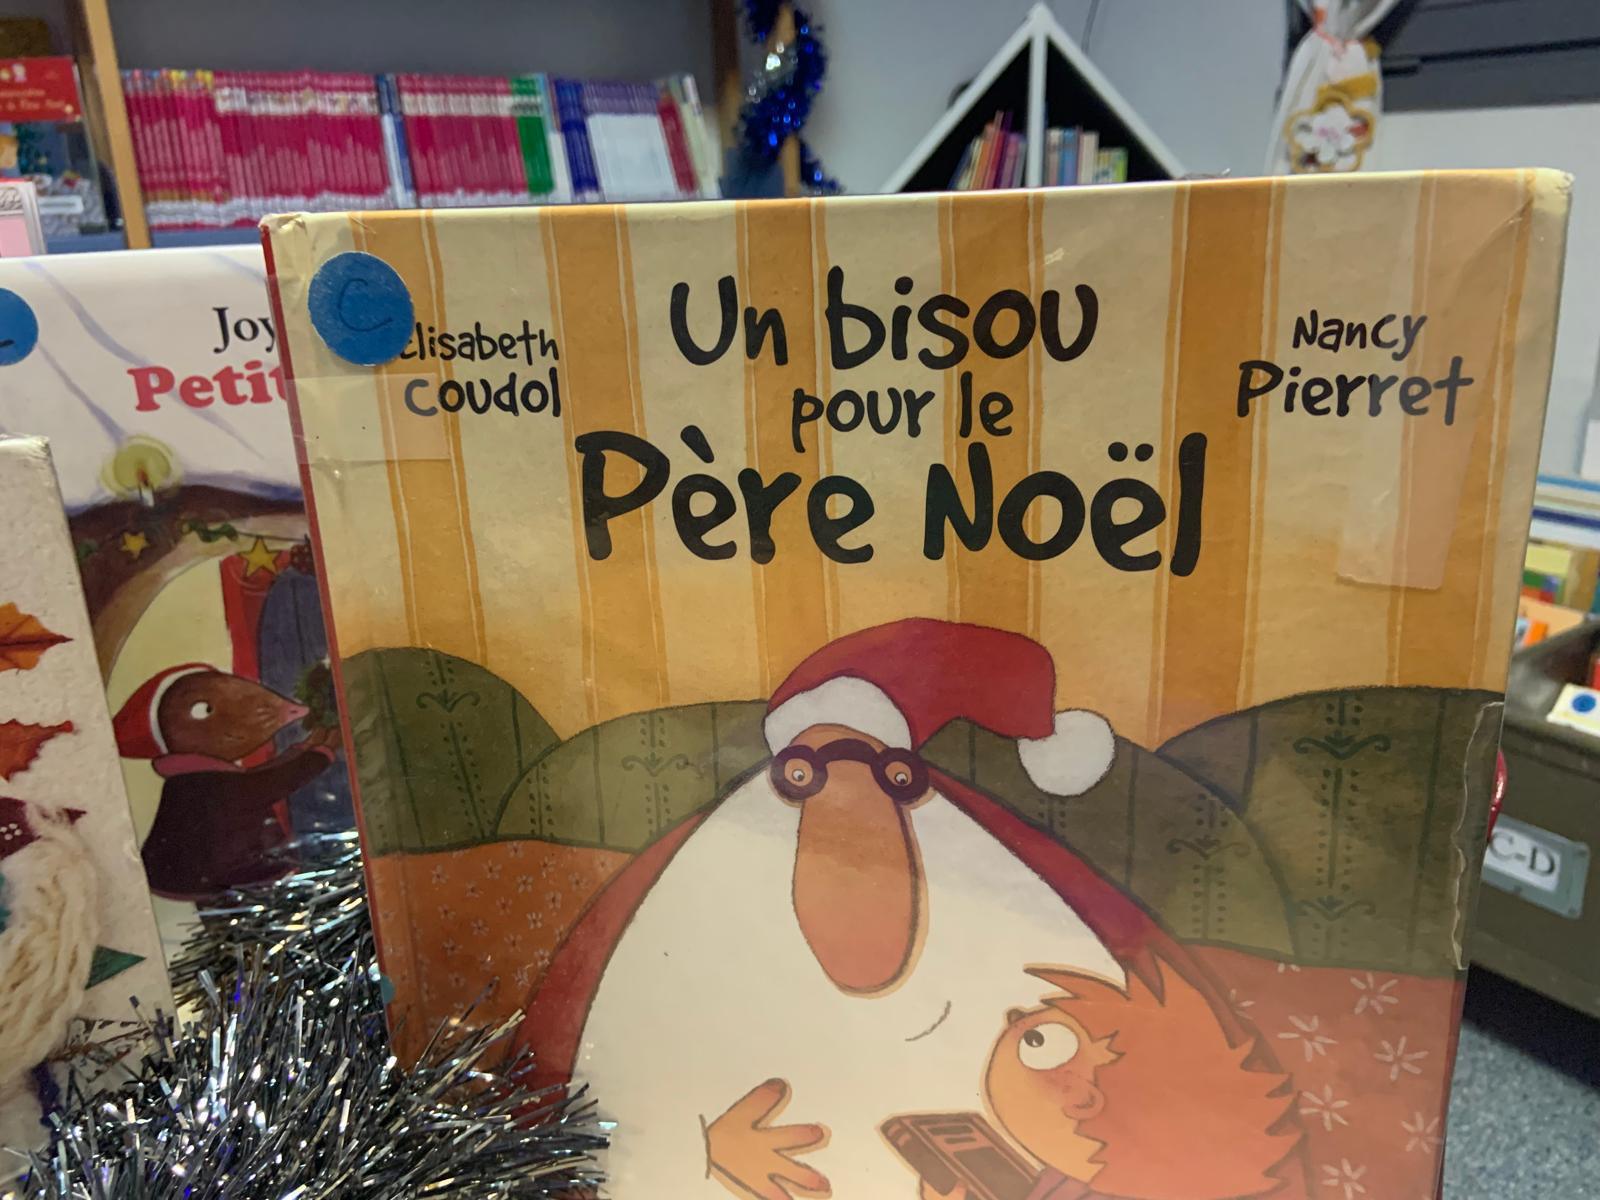 C
Elisabeth
Coudol
Un bisou
pour le
Père Noël
Nancy
Pierret
Joy
Petit
C-D